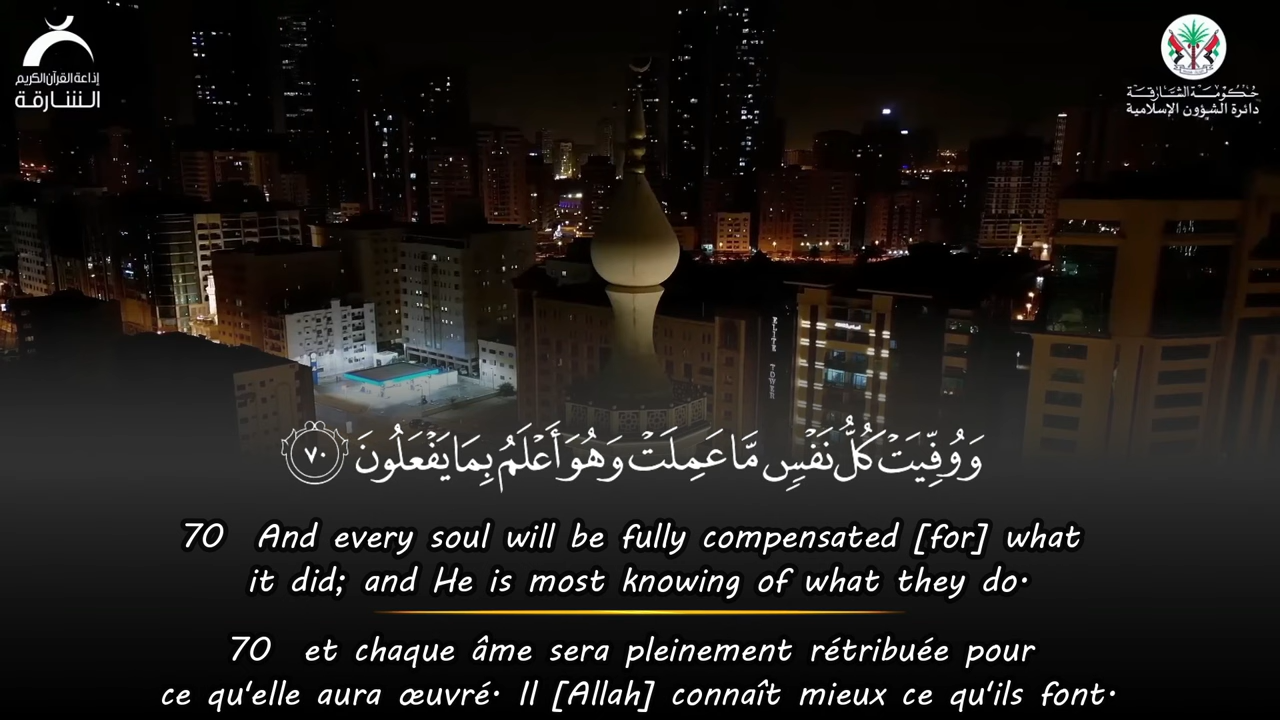 إذاعة القرآن الكريم
الشارقة
حكومة الشارقة
دائرة الشؤون الإسلامية
وَوُفِّيَتْ كُلُّ نَفْسٍ مَّا عَمِلَتْ وَهُوَ أَعْلَمُ بِمَا يَفْعَلُونَ ٧٠
70 And every soul will be fully compensated [for] what
it did; and He is most knowing of what they do.
70 et chaque âme sera pleinement rétribuée pour
ce qu'elle aura œuvré. Il [Allah] connaît mieux ce qu'ils font.